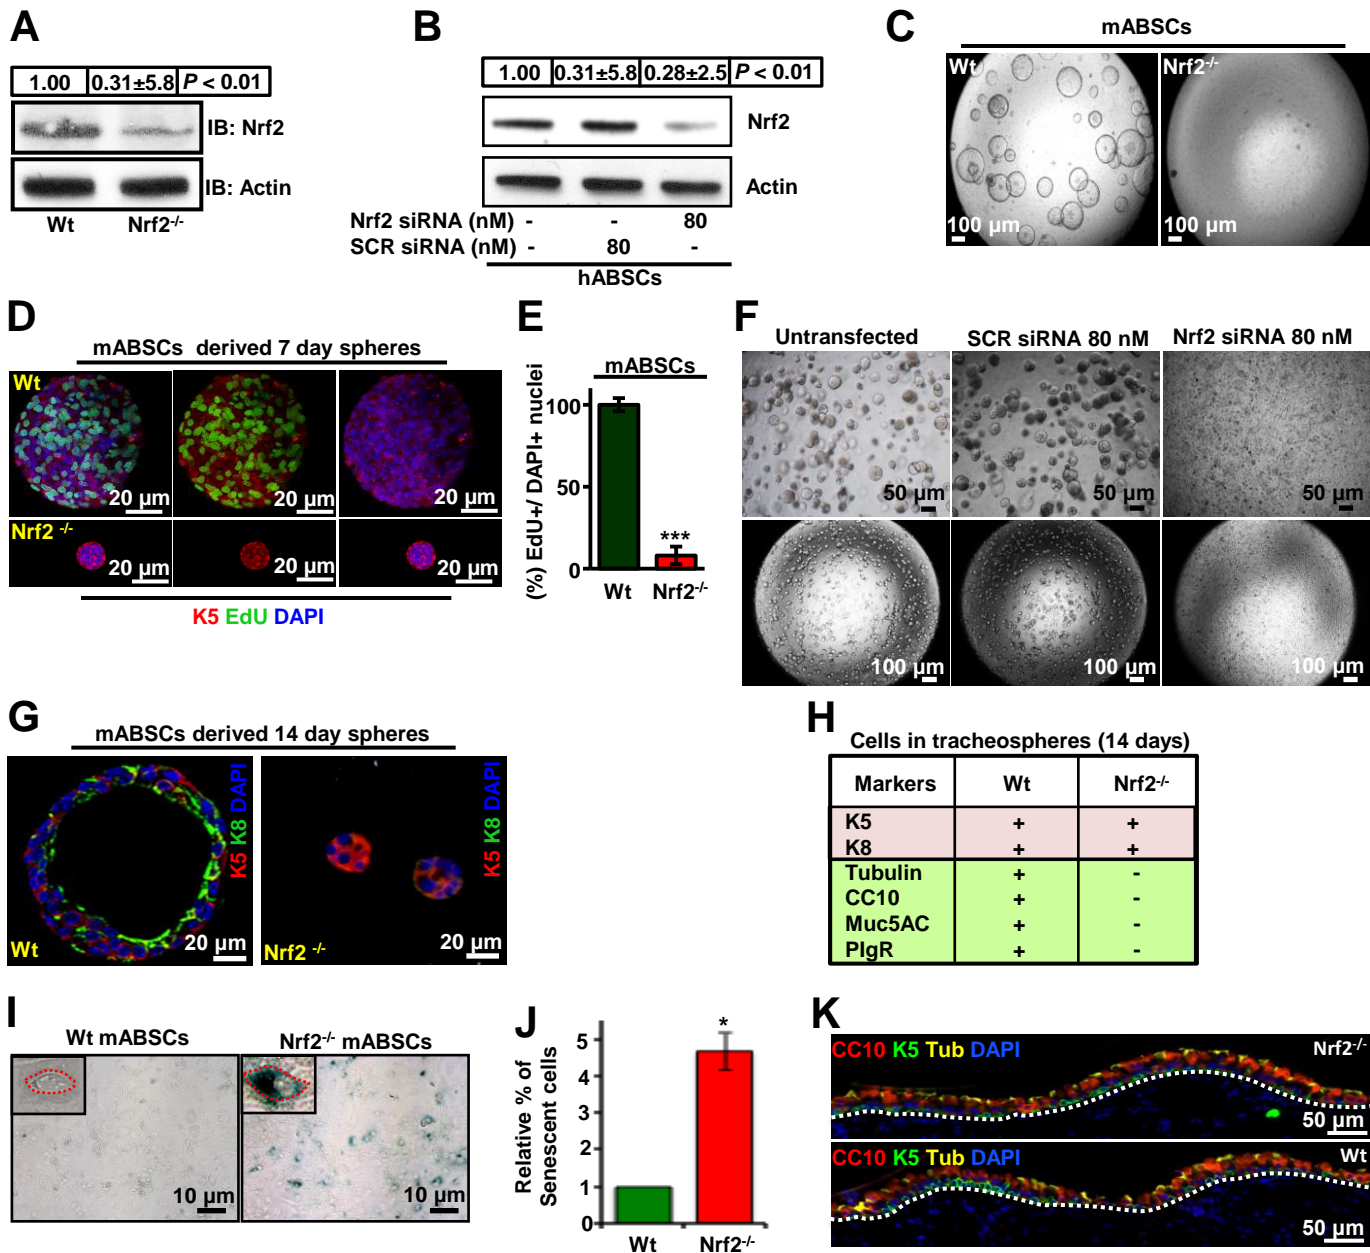 A
1.00 0.31±5.8 P < 0.01
IB: Nrf2
IB: Actin
Wt Nrf2-/-
B
1.00 0.31±5.8 0.28±2.5 P < 0.01
Nrf2
Actin
Nrf2 siRNA (nM) - - 80
SCR siRNA (nM) - 80 -
hABSCs
C
mABSCs
Wt Nrf2-/-
100 µm 100 µm
D
mABSCs derived 7 day spheres
Wt
20 µm 20 µm 20 µm
Nrf2 -/-
20 µm 20 µm 20 µm
K5 EdU DAPI
E
mABSCs
(%) EdU+/ DAPI+ nuclei
100
50
0
***
Wt Nrf2-/-
F
Untransfected SCR siRNA 80 nM Nrf2 siRNA 80 nM
50 µm 50 µm 50 µm
100 µm 100 µm 100 µm
G
mABSCs derived 14 day spheres
K5 K8 DAPI
Wt
20 µm
K5 K8 DAPI
Nrf2 -/-
20 µm
H
Cells in tracheospheres (14 days)
Markers Wt Nrf2-/-
K5 + +
K8 + +
Tubulin + -
CC10 + -
Muc5AC + -
PIgR + -
I
Wt mABSCs Nrf2-/- mABSCs
10 µm 10 µm
J
Relative % of
Senescent cells
5
4
3
2
1
0
*
Wt Nrf2-/-
K
CC10 K5 Tub DAPI Nrf2-/-
50 µm
CC10 K5 Tub DAPI Wt
50 µm